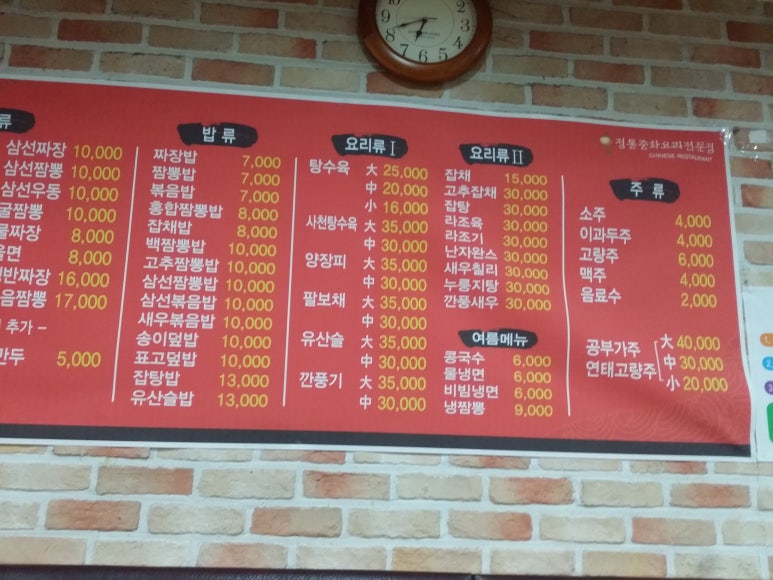 류
삼선짜장 10,000
삼선짬뽕 10,000
삼선우동 10,000
굴짬뽕 10,000
짜장 8,000
8,000
반짜장 16,000
음짬뽕 17,000
추가 –
만두 5,000
밥 류
짜장밥 7,000
짬뽕밥 7,000
볶음밥 7,000
홍합짬뽕밥 8,000
잡채밥 8,000
백짬뽕밥 10,000
고추짬뽕밥 10,000
삼선짬뽕밥 10,000
삼선볶음밥 10,000
새우볶음밥 10,000
송이덮밥 10,000
표고덮밥 10,000
잡탕밥 13,000
유산슬밥 13,000
요리류 I
탕수육 大 25,000
中 20,000
小 16,000
사천탕수육 大 35,000
中 30,000
양장피 大 35,000
中 30,000
팔보채 大 35,000
中 30,000
유산슬 大 35,000
中 30,000
깐풍기 大 35,000
中 30,000
요리류 II
잡채 15,000
고추잡채 30,000
잡탕 30,000
라조육 30,000
라조기 30,000
난자완스 30,000
새우칠리 30,000
누룽지탕 30,000
깐풍새우 30,000
여름메뉴
콩국수 6,000
물냉면 6,000
비빔냉면 6,000
냉짬뽕 9,000
정통중화요리전문점
CHINESE RESTAURANT
주 류
소주 4,000
이과두주 4,000
고량주 6,000
맥주 4,000
음료수 2,000
공부가주 大 40,000
연태고량주 中 30,000
小 20,000